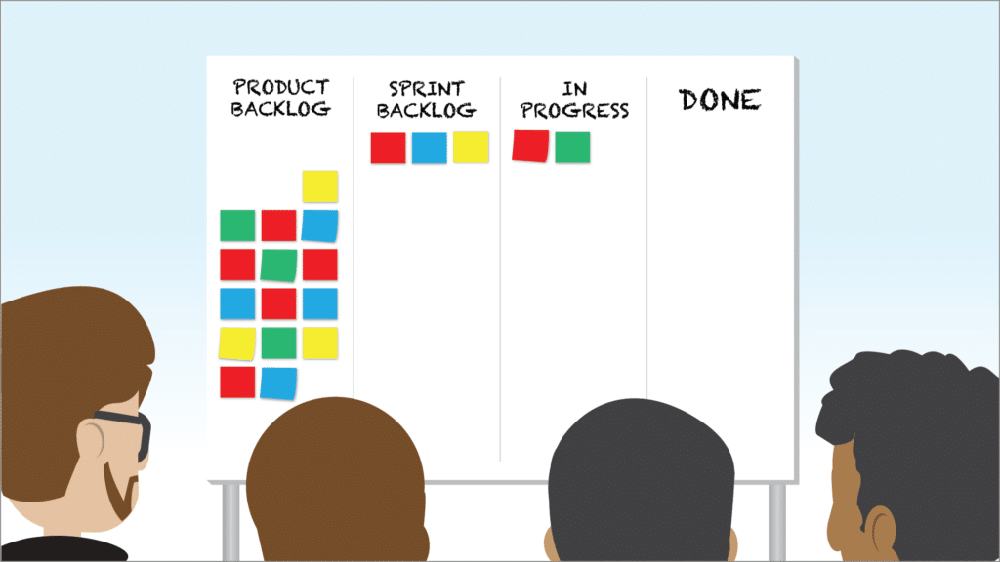 PRODUCT
BACKLOG
SPRINT
BACKLOG
IN
PROGRESS
DONE